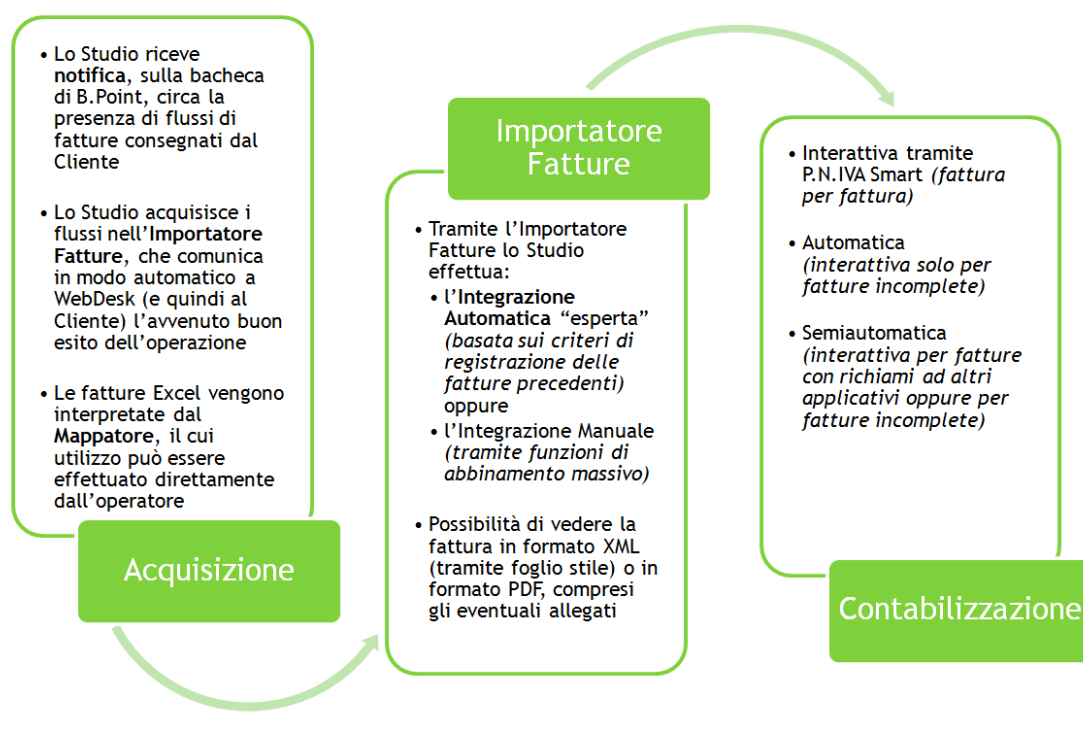 • Lo Studio riceve
notifica, sulla bacheca
di B.Point, circa la
presenza di flussi di
fatture consegnati dal
Cliente
• Lo Studio acquisisce i
flussi nell'Importatore
Fatture, che comunica
in modo automatico a
WebDesk (e quindi al
Cliente) l'avvenuto buon
esito dell'operazione
• Le fatture Excel vengono
interpretate dal
Mappatore, il cui
utilizzo può essere
effettuato direttamente
dall'operatore
Acquisizione
Importatore
Fatture
• Tramite l'Importatore
Fatture lo Studio
effettua:
• l'Integrazione
Automatica “esperta”
(basata sui criteri di
registrazione delle
fatture precedenti)
oppure
• l'Integrazione Manuale
(tramite funzioni di
abbinamento massivo)
• Possibilità di vedere la
fattura in formato XML
(tramite foglio stile) o in
formato PDF, compresi
gli eventuali allegati
• Interattiva tramite
P.N.IVA Smart (fattura
per fattura)
• Automatica
(interattiva solo per
fatture incomplete)
• Semiautomatica
(interattiva per fatture
con richiami ad altri
applicativi oppure per
fatture incomplete)
Contabilizzazione